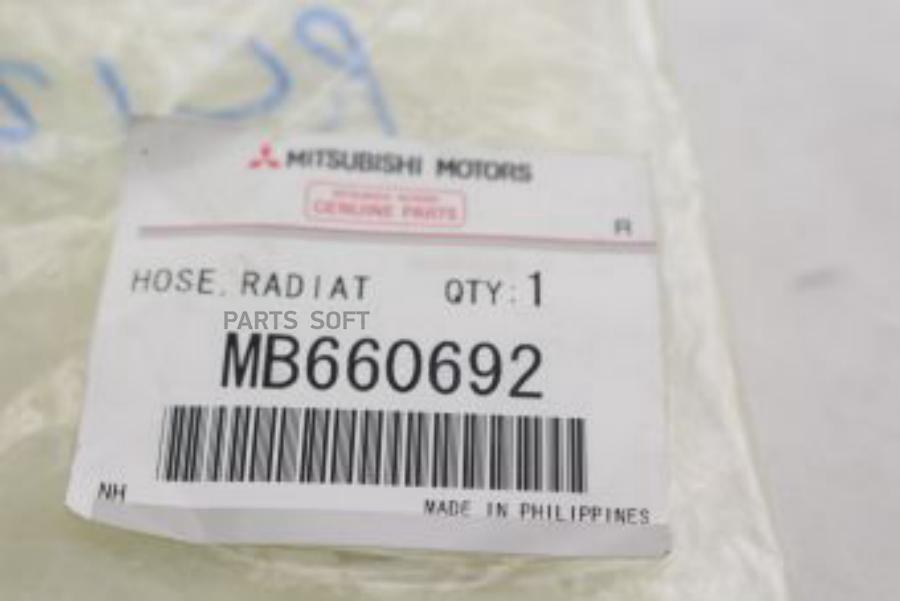 MITSUBISHI MOTORS
GENUINE PARTS
R
HOSE, RADIAT QTY: 1
PARTS SOFT
MB660692
NH
MADE IN PHILIPPINES